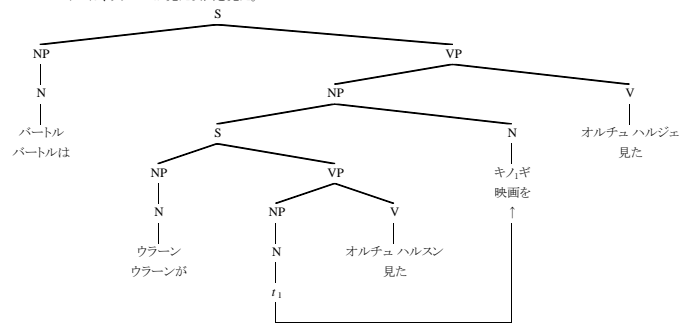 S
NP VP
N NP V
バートル S N オルチュ ハルジェ
バートルは 見た
NP VP キノ₁ギ
映画を
N NP V ↑
ウラーン N オルチュ ハルスン
ウラーンが 見た
t ₁